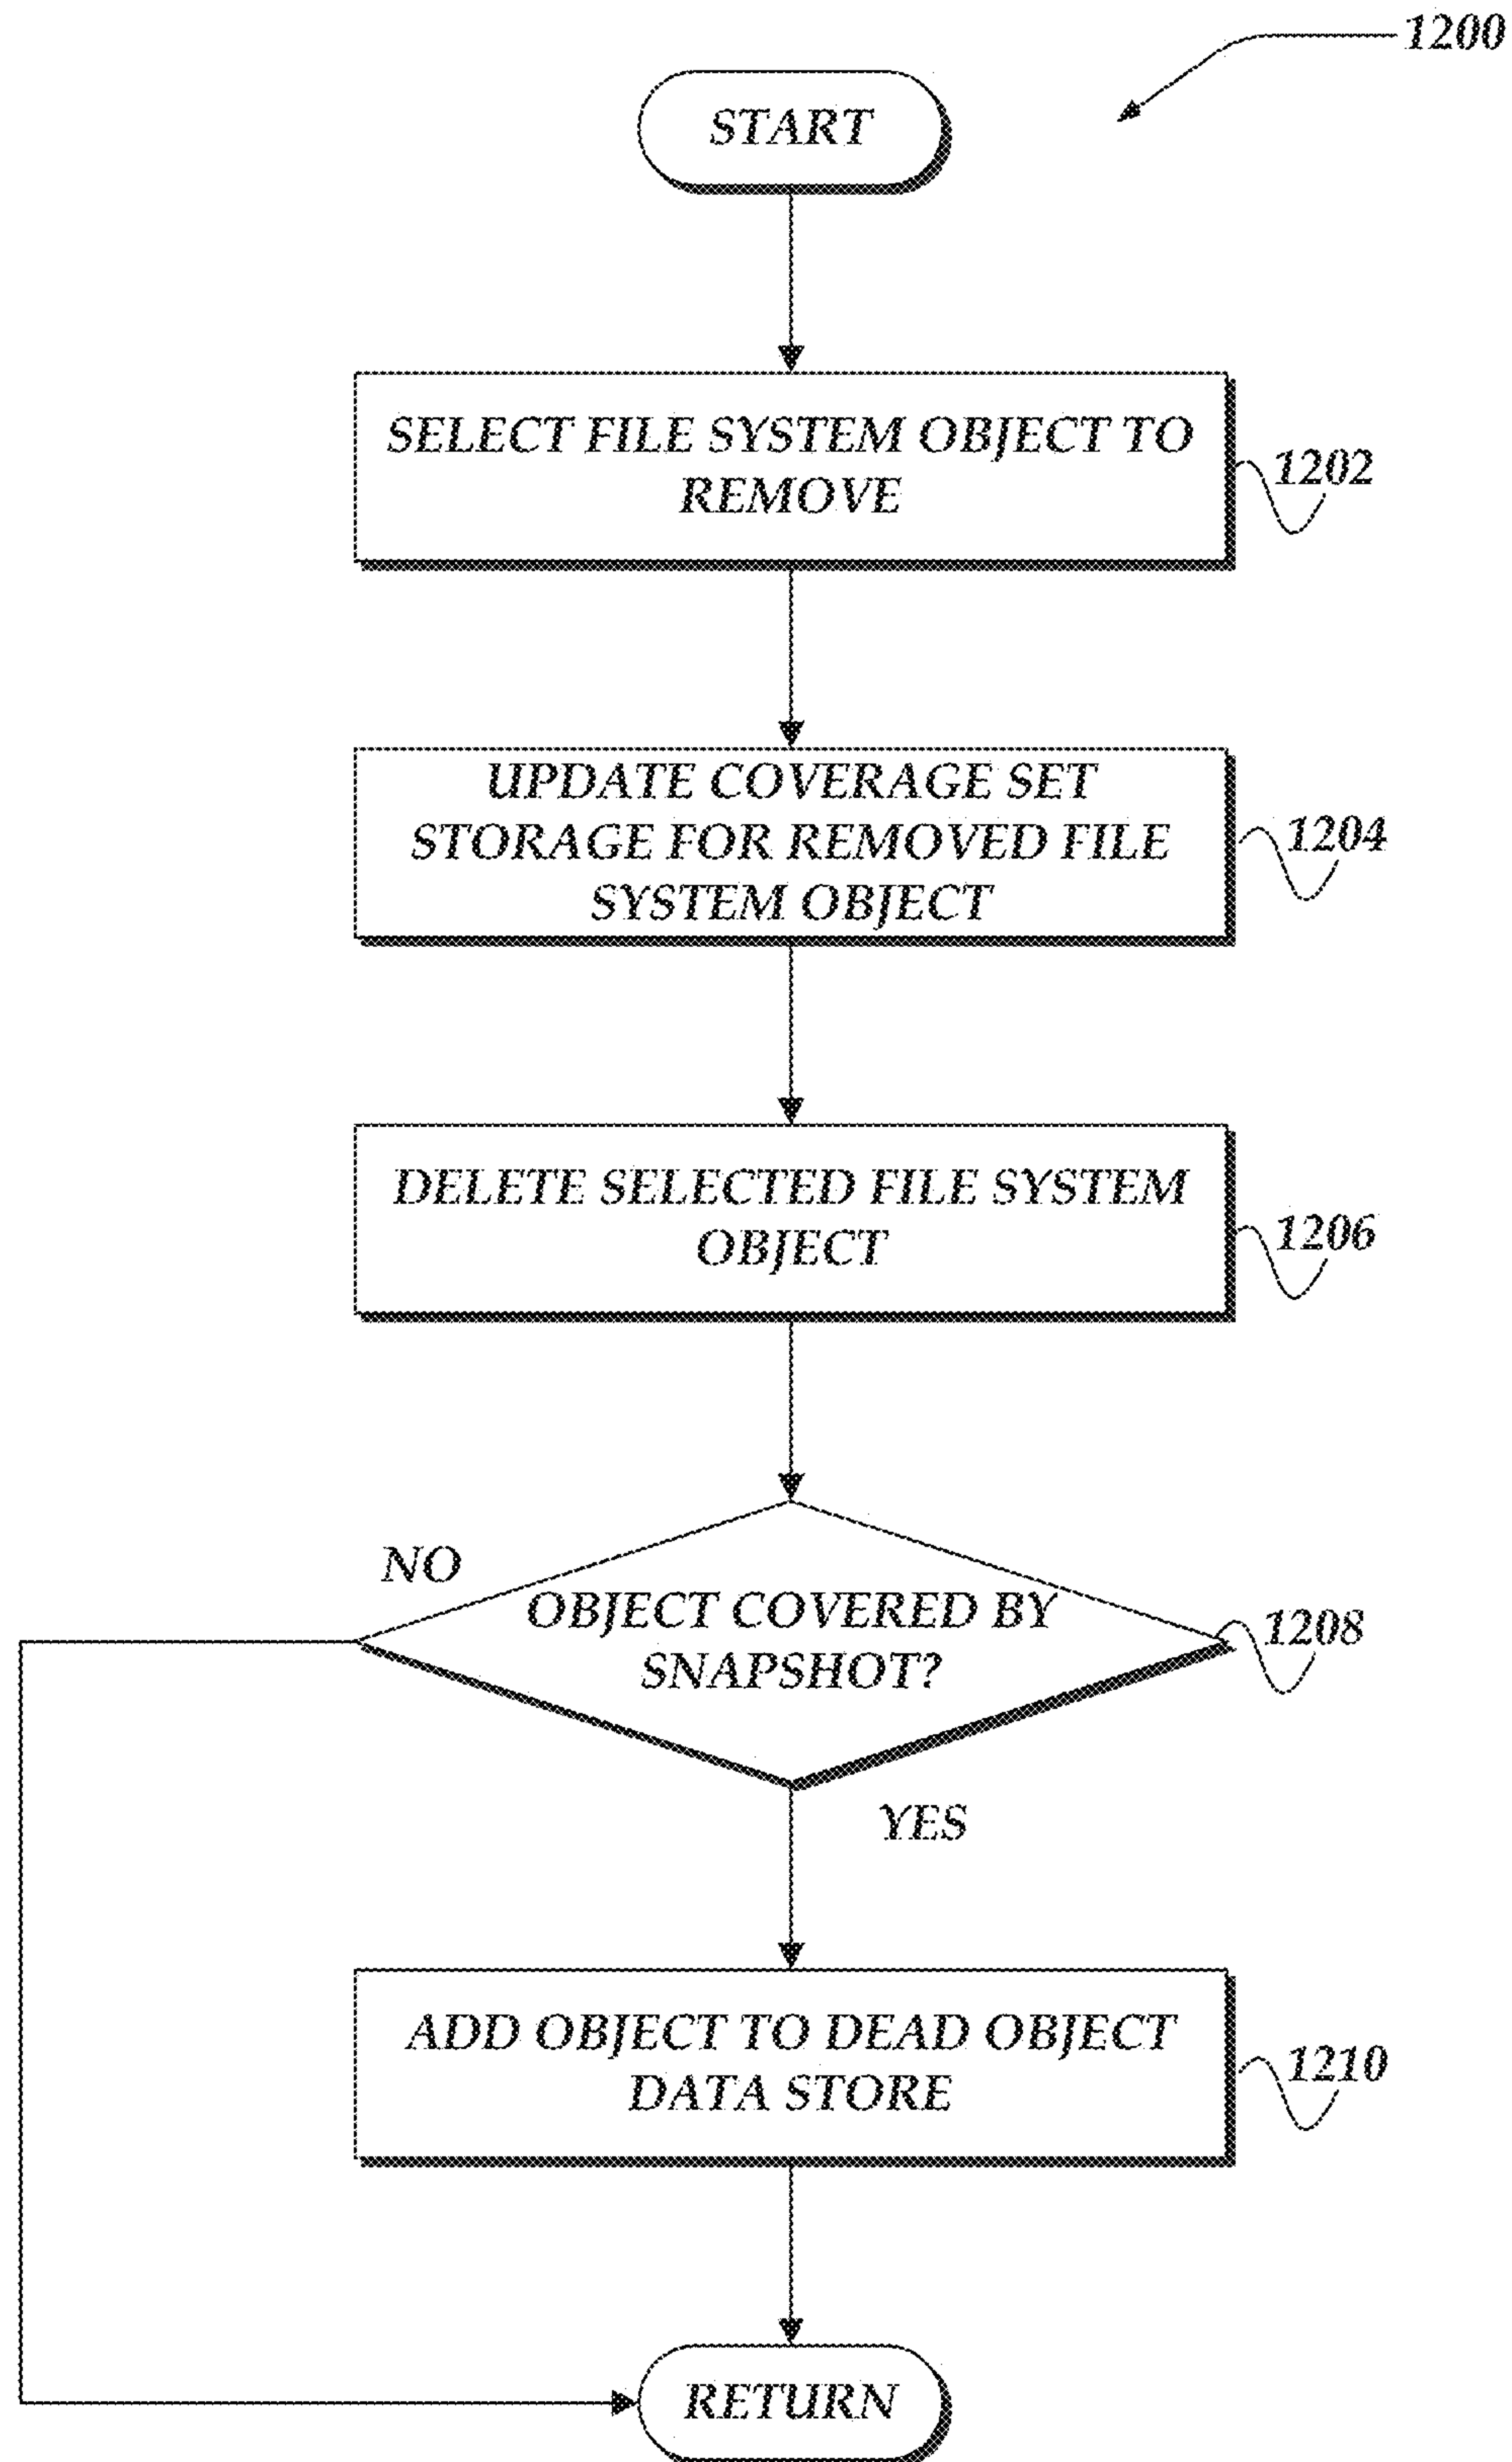 1200
START
SELECT FILE SYSTEM OBJECT TO
REMOVE
1202
UPDATE COVERAGE SET
STORAGE FOR REMOVED FILE
SYSTEM OBJECT
1204
DELETE SELECTED FILE SYSTEM
OBJECT
1206
NO
OBJECT COVERED BY
SNAPSHOT?
1208
YES
ADD OBJECT TO DEAD OBJECT
DATA STORE
1210
RETURN